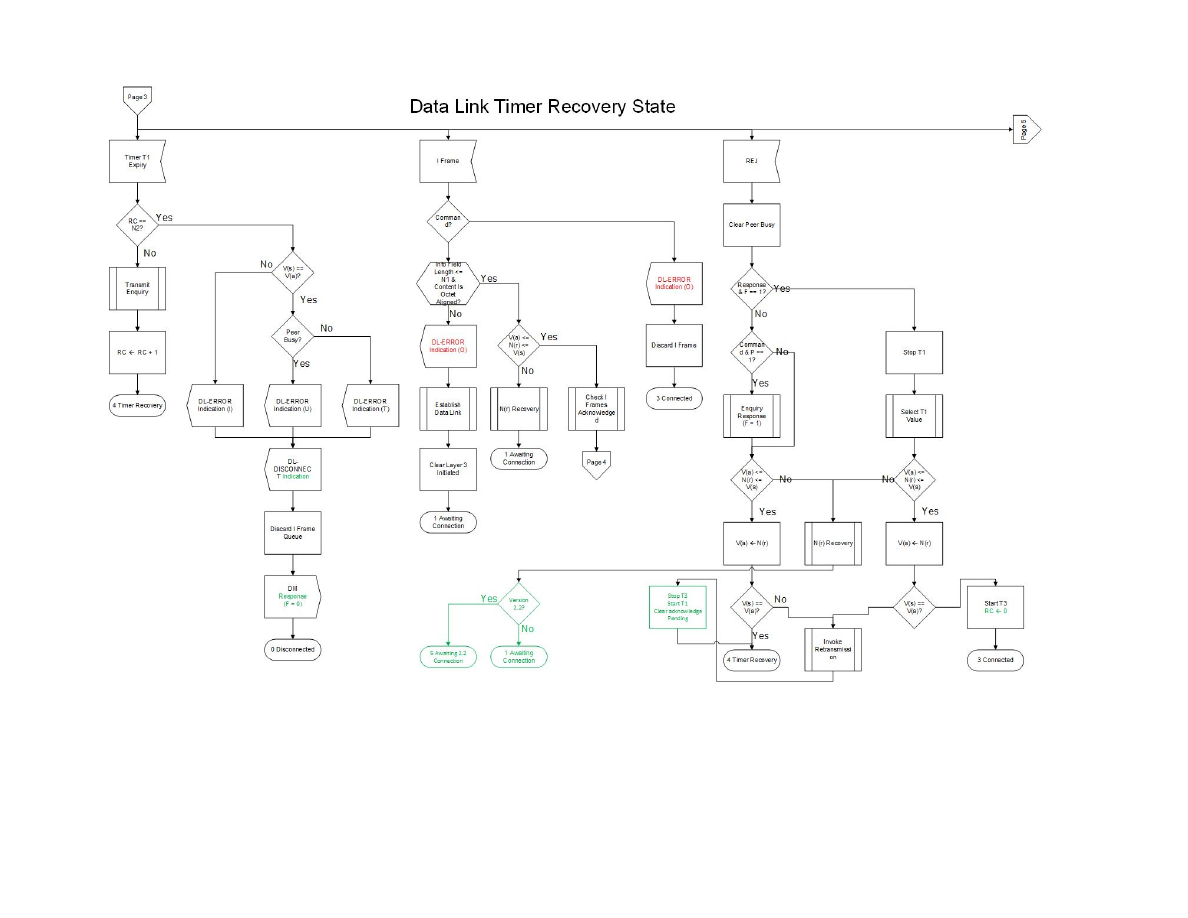 Page 3
Data Link Timer Recovery State
Page 5
Timer T1
Expiry
RC ==
N2?
Yes
No
Transmit
Enquiry
RC ← RC + 1
4 Timer Recovery
V(s) ==
V(a)?
No
Yes
Peer
Busy?
No
Yes
DL-ERROR
Indication (I)
DL-ERROR
Indication (U)
DL-ERROR
Indication (T)
DL-
DISCONNEC
T Indication
Discard I Frame
Queue
DM
Response
(F = 0)
0 Disconnected
I Frame
Comman
d?
Info Field
Length <=
N1 &
Content Is
Octet
Aligned?
Yes
No
DL-ERROR
Indication (O)
Establish
Data Link
Clear Layer 3
Initiated
1 Awaiting
Connection
V(a) <=
N(r) <=
V(s)
Yes
No
N(r) Recovery
1 Awaiting
Connection
Check I
Frames
Acknowledge
d
Page 4
DL-ERROR
Indication (O)
Discard I Frame
3 Connected
REJ
Clear Peer Busy
Response
& F == 1?
Yes
No
Comman
d & P ==
1?
No
Yes
Enquiry
Response
(F = 1)
V(a) <=
N(r) <=
V(s)
No
Yes
V(a) ← N(r)
N(r) Recovery
Stop T1
Select T1
Value
V(a) <=
N(r) <=
V(s)
No
Yes
V(a) ← N(r)
Version
2.2?
Yes
No
5 Awaiting 2.2
Connection
1 Awaiting
Connection
Stop T3
Start T1
Clear acknowledge
Pending
V(s) ==
V(a)?
No
Yes
4 Timer Recovery
Invoke
Retransmissi
on
V(s) ==
V(a)?
Start T3
RC ← 0
3 Connected